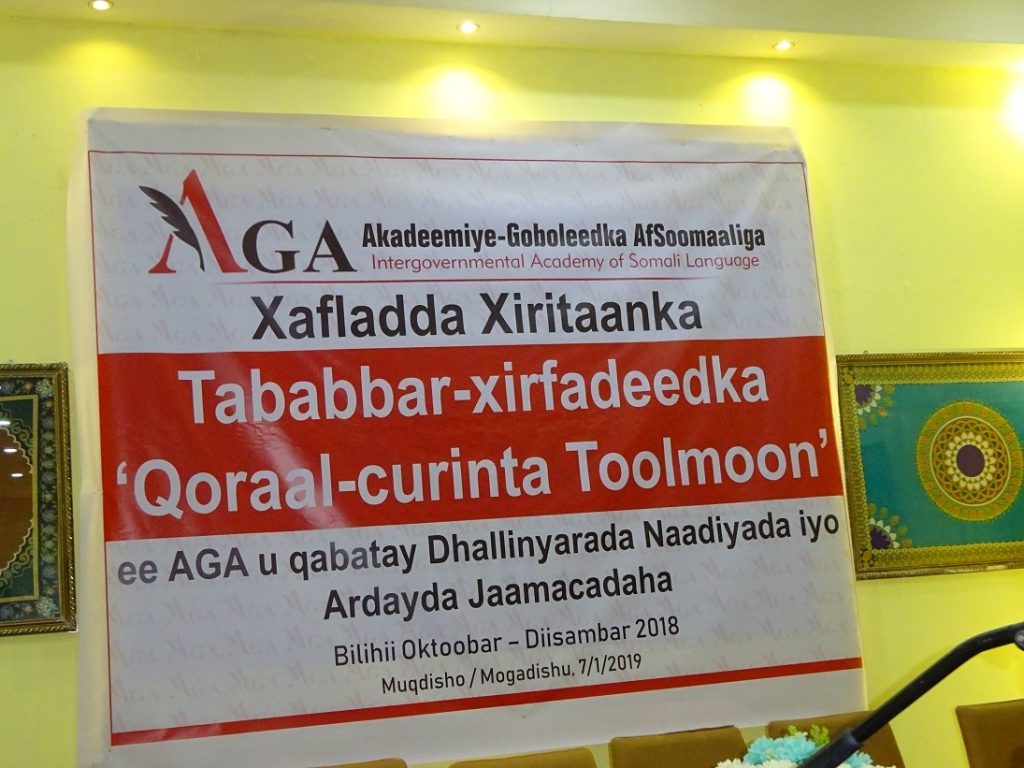 AGA Akadeemiye-Goboleedka AfSoomaaliga
Intergovernmental Academy of Somali Language
Xafladda Xiritaanka
Tababbar-xirfadeedka
‘Qoraal-curinta Toolmoon’
ee AGA u qabatay Dhallinyarada Naadiyada iyo
Ardayda Jaamacadaha
Bilihii Oktoobar – Diisambar 2018
Muqdisho / Mogadishu, 7/1/2019